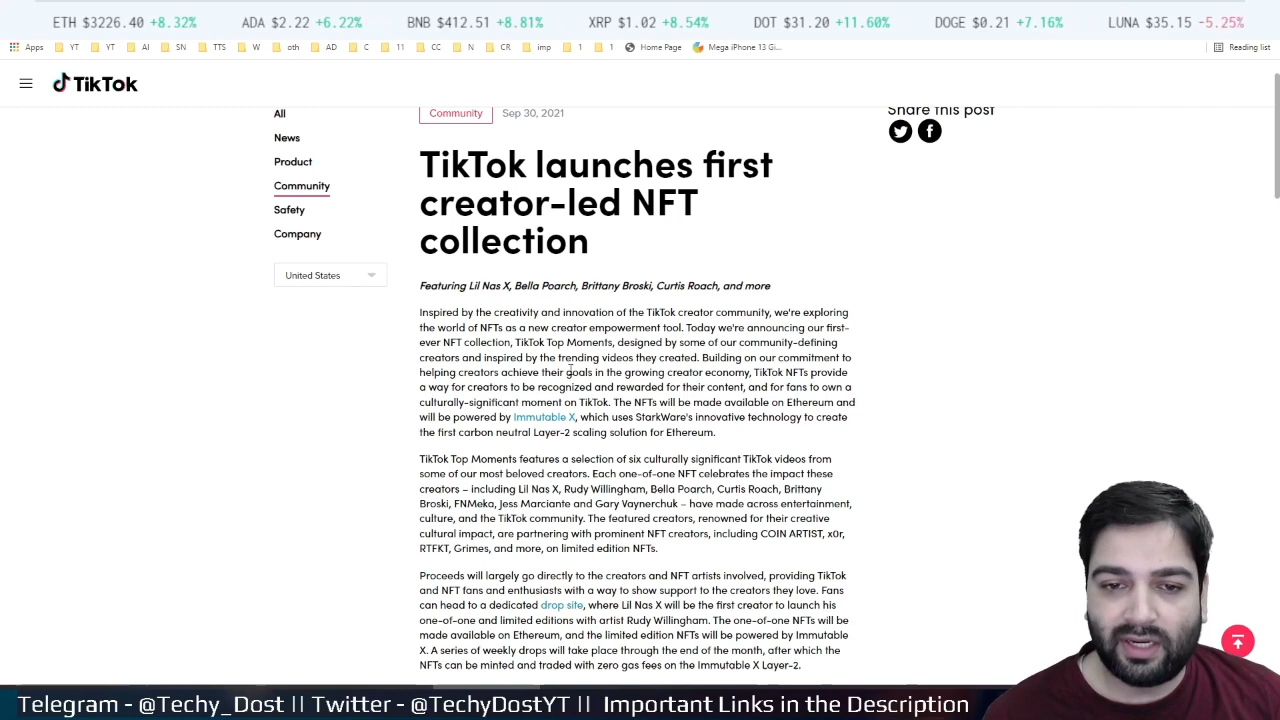 ETH $3226.40 +8.32% ADA $2.22 +6.22% BNB $412.51 +8.81% XRP $1.02 +8.54% DOT $31.20 +11.60% DOGE $0.21 +7.16% LUNA $35.15 -5.25%
Apps YT YT AI SN TTS W oth AD C 11 CC N CR imp 1 1 Home Page Mega iPhone 13 Gi... Reading list
TikTok
All
News
Product
Community
Safety
Company
United States
Community Sep 30, 2021
TikTok launches first
creator-led NFT
collection
Featuring Lil Nas X, Bella Poarch, Brittany Broski, Curtis Roach, and more
Inspired by the creativity and innovation of the TikTok creator community, we're exploring
the world of NFTs as a new creator empowerment tool. Today we're announcing our first-
ever NFT collection, TikTok Top Moments, designed by some of our community-defining
creators and inspired by the trending videos they created. Building on our commitment to
helping creators achieve their goals in the growing creator economy, TikTok NFTs provide
a way for creators to be recognized and rewarded for their content, and for fans to own a
culturally-significant moment on TikTok. The NFTs will be made available on Ethereum and
will be powered by Immutable X, which uses StarkWare's innovative technology to create
the first carbon neutral Layer-2 scaling solution for Ethereum.
TikTok Top Moments features a selection of six culturally significant TikTok videos from
some of our most beloved creators. Each one-of-one NFT celebrates the impact these
creators – including Lil Nas X, Rudy Willingham, Bella Poarch, Curtis Roach, Brittany
Broski, FNMeka, Jess Marciante and Gary Vaynerchuk – have made across entertainment,
culture, and the TikTok community. The featured creators, renowned for their creative
cultural impact, are partnering with prominent NFT creators, including COIN ARTIST, x0r,
RTFKT, Grimes, and more, on limited edition NFTs.
Proceeds will largely go directly to the creators and NFT artists involved, providing TikTok
and NFT fans and enthusiasts with a way to show support to the creators they love. Fans
can head to a dedicated drop site, where Lil Nas X will be the first creator to launch his
one-of-one and limited editions with artist Rudy Willingham. The one-of-one NFTs will be
made available on Ethereum, and the limited edition NFTs will be powered by Immutable
X. A series of weekly drops will take place through the end of the month, after which the
NFTs can be minted and traded with zero gas fees on the Immutable X Layer-2.
Share this post
Telegram - @Techy_Dost || Twitter - @TechyDostYT || Important Links in the Description